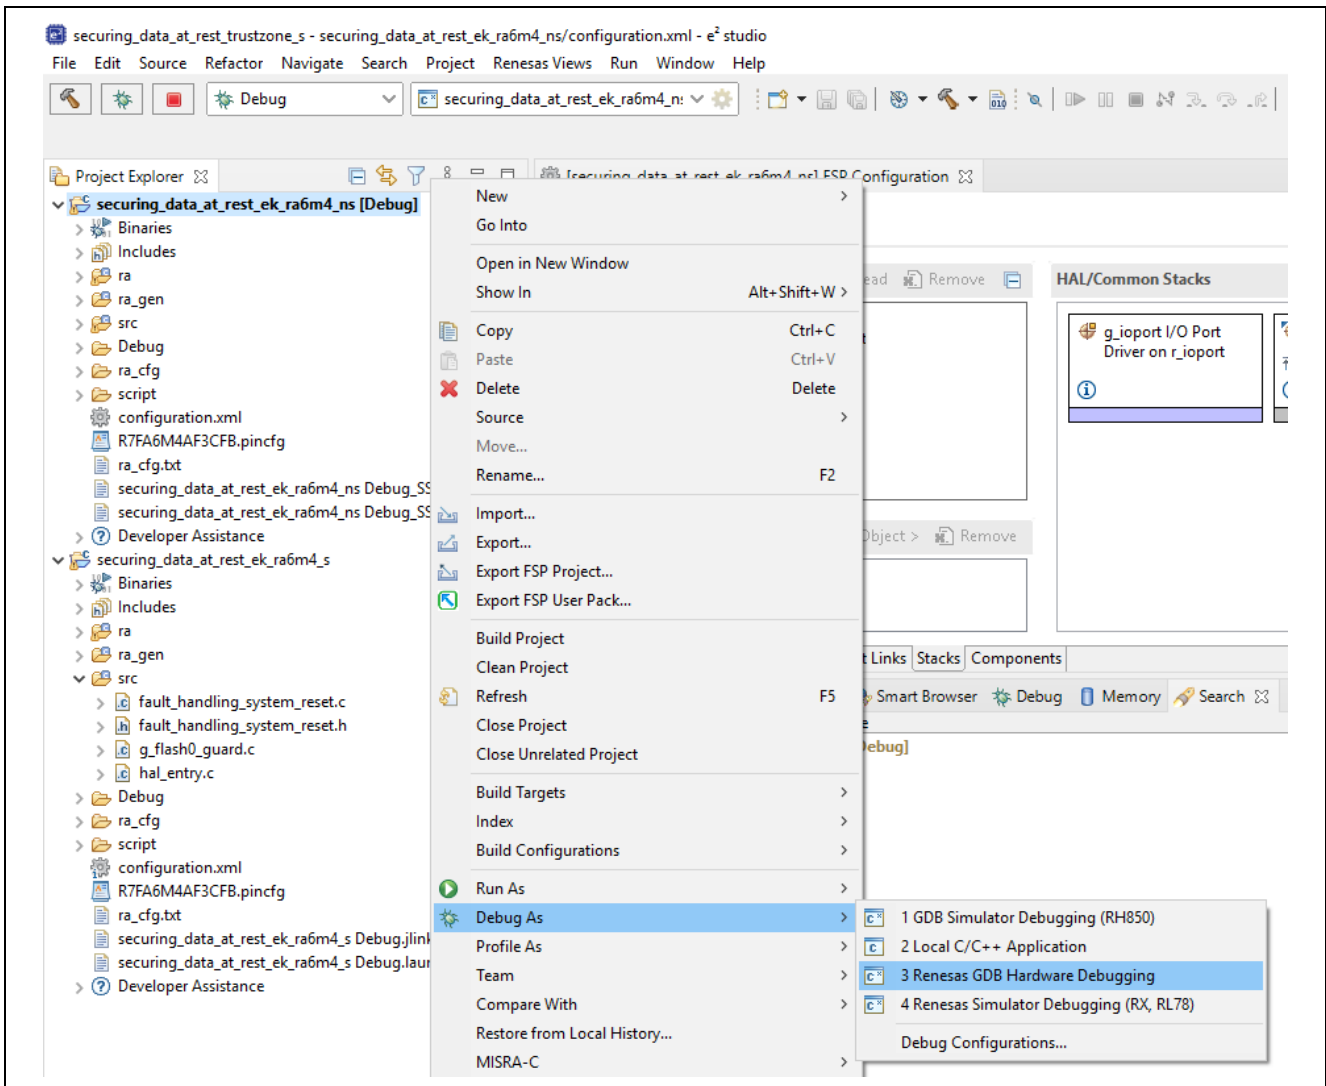 securing_data_at_rest_trustzone_s - securing_data_at_rest_ek_ra6m4_ns/configuration.xml - e² studio
File Edit Source Refactor Navigate Search Project Renesas Views Run Window Help
Debug
securing_data_at_rest_ek_ra6m4_n
Project Explorer
[securing_data_at_rest_ek_ra6m4_ns] FSP Configuration
securing_data_at_rest_ek_ra6m4_ns [Debug]
Binaries
Includes
ra
ra_gen
src
Debug
ra_cfg
script
configuration.xml
R7FA6M4AF3CFB.pincfg
ra_cfg.txt
securing_data_at_rest_ek_ra6m4_ns Debug_SS
securing_data_at_rest_ek_ra6m4_ns Debug_SS
Developer Assistance
securing_data_at_rest_ek_ra6m4_s
Binaries
Includes
ra
ra_gen
src
fault_handling_system_reset.c
fault_handling_system_reset.h
g_flash0_guard.c
hal_entry.c
Debug
ra_cfg
script
configuration.xml
R7FA6M4AF3CFB.pincfg
ra_cfg.txt
securing_data_at_rest_ek_ra6m4_s Debug.jlink
securing_data_at_rest_ek_ra6m4_s Debug.laun
Developer Assistance
New
Go Into
Open in New Window
Show In Alt+Shift+W
Copy Ctrl+C
Paste Ctrl+V
Delete Delete
Source
Move...
Rename... F2
Import...
Export...
Export FSP Project...
Export FSP User Pack...
Build Project
Clean Project
Refresh F5
Close Project
Close Unrelated Project
Build Targets
Index
Build Configurations
Run As
Debug As
Profile As
Team
Compare With
Restore from Local History...
MISRA-C
1 GDB Simulator Debugging (RH850)
2 Local C/C++ Application
3 Renesas GDB Hardware Debugging
4 Renesas Simulator Debugging (RX, RL78)
Debug Configurations...
ead Remove
HAL/Common Stacks
g_ioport I/O Port
Driver on r_ioport
Object > Remove
t Links Stacks Components
Smart Browser Debug Memory Search
ebug]